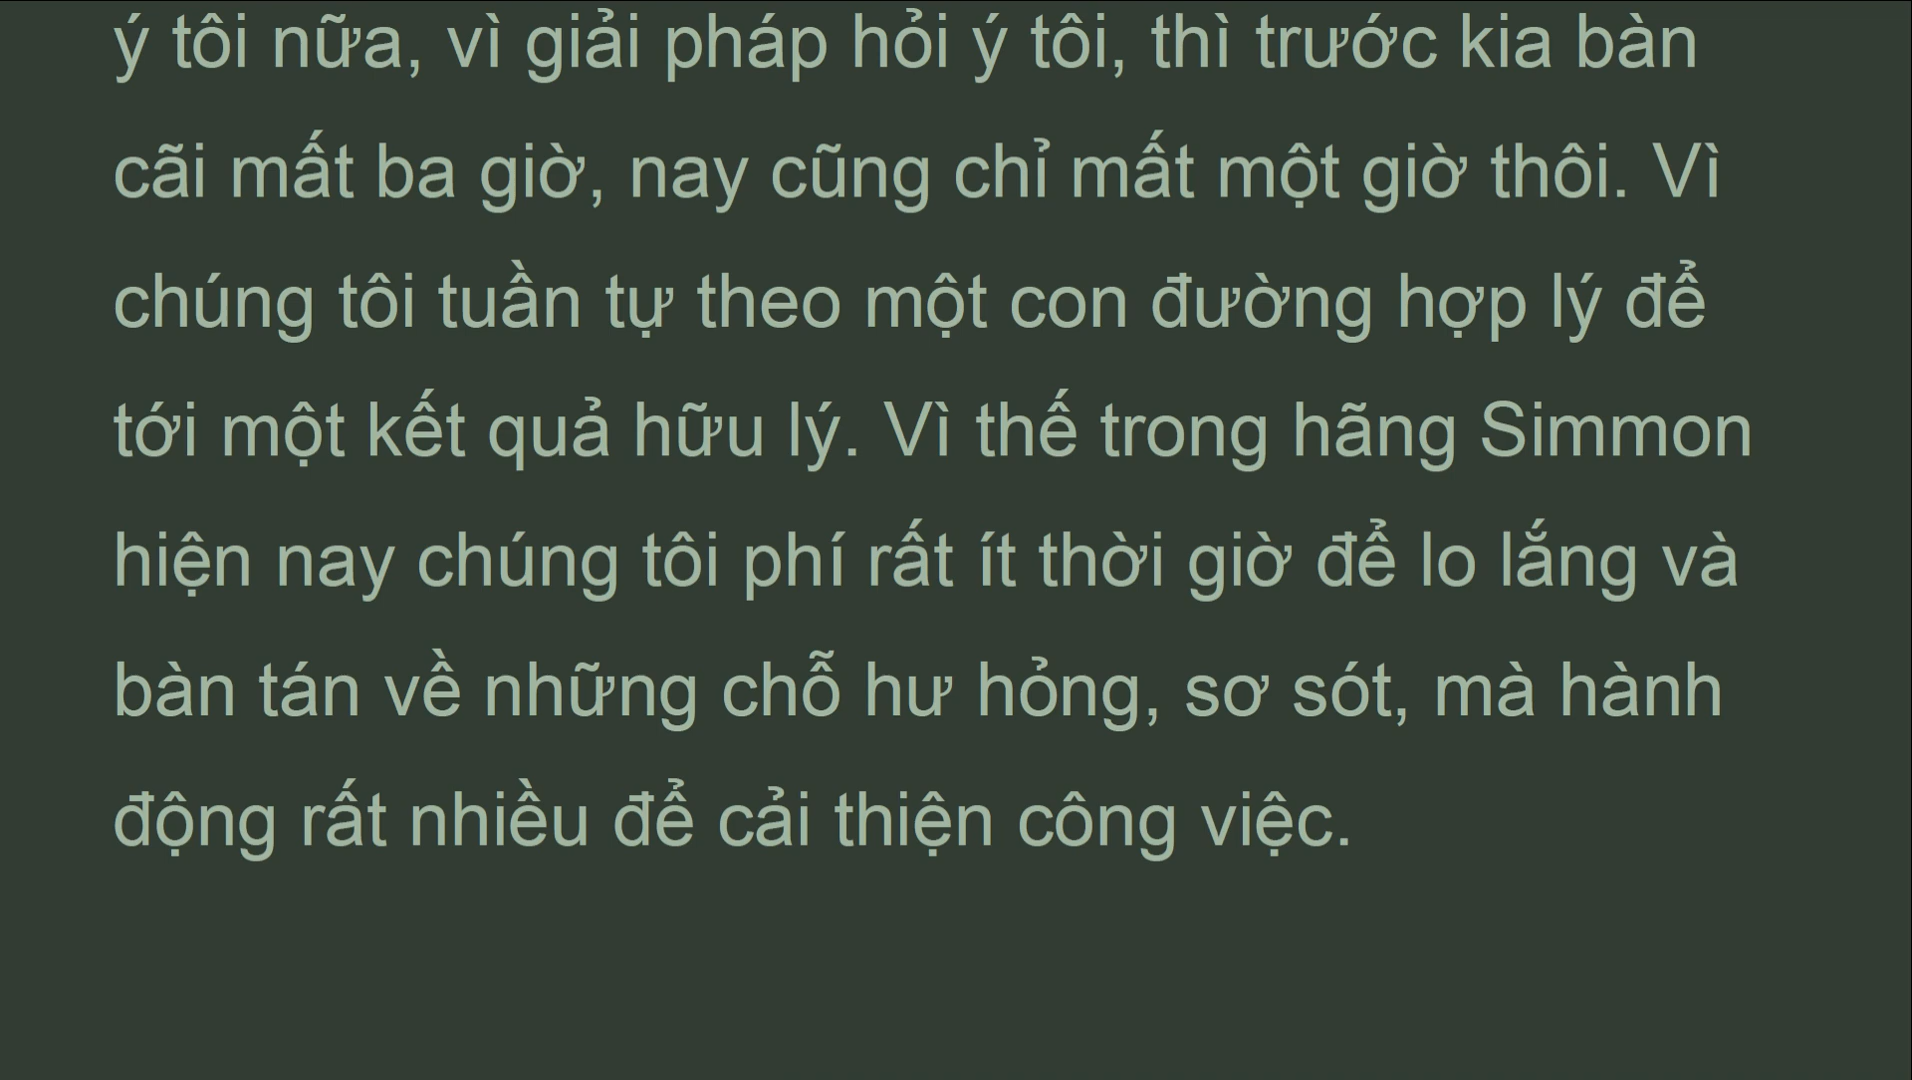 ý tôi nữa, vì giải pháp hỏi ý tôi, thì trước kia bàn
cãi mất ba giờ, nay cũng chỉ mất một giờ thôi. Vì
chúng tôi tuần tự theo một con đường hợp lý để
tới một kết quả hữu lý. Vì thế trong hãng Simmon
hiện nay chúng tôi phí rất ít thời giờ để lo lắng và
bàn tán về những chỗ hư hỏng, sơ sót, mà hành
động rất nhiều để cải thiện công việc.